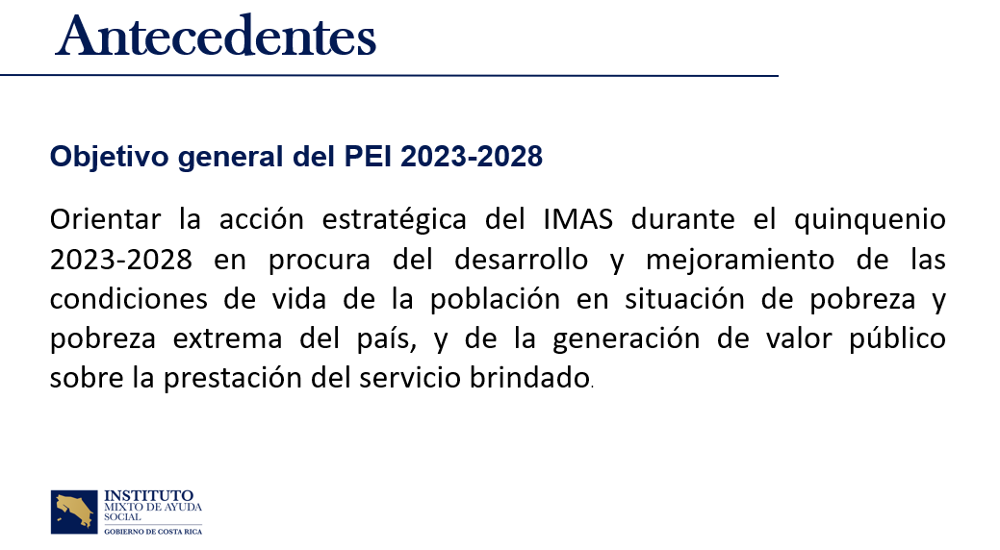 Antecedentes
Objetivo general del PEI 2023-2028
Orientar la acción estratégica del IMAS durante el quinquenio
2023-2028 en procura del desarrollo y mejoramiento de las
condiciones de vida de la población en situación de pobreza y
pobreza extrema del país, y de la generación de valor público
sobre la prestación del servicio brindado.
INSTITUTO
MIXTO DE AYUDA
SOCIAL
GOBIERNO DE COSTA RICA